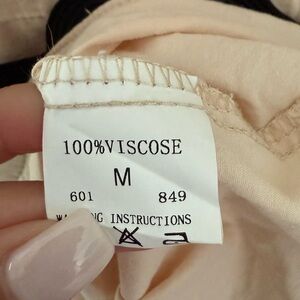 100%VISCOSE
M
601 849
INSTRUCTIONS